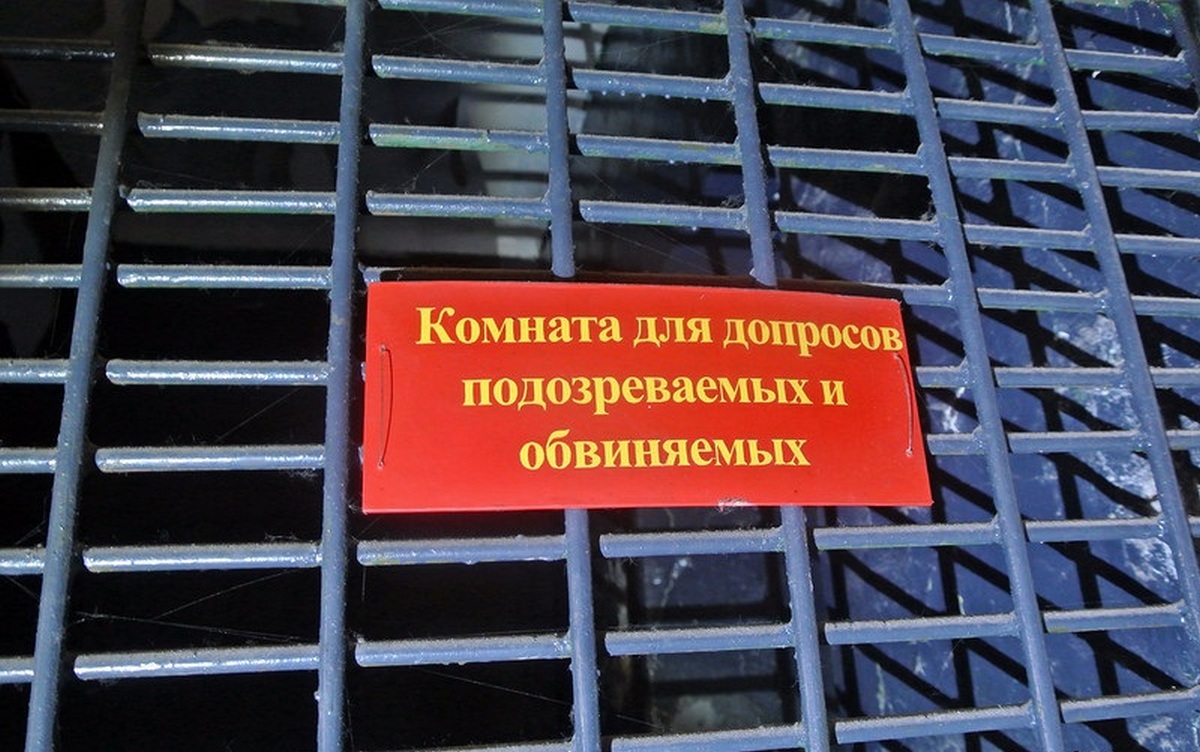 Комната для допросов
подозреваемых и
обвиняемых